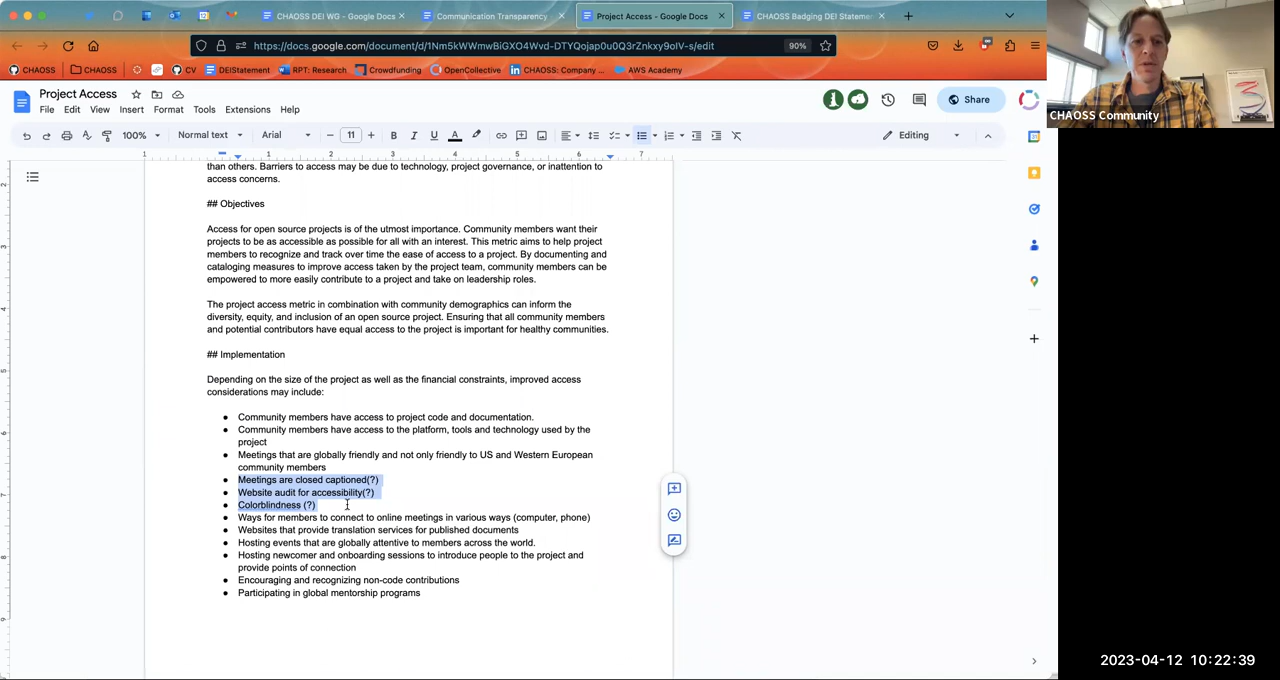 CHAOSS DEI WG - Google Docs
Communication Transparency
Project Access - Google Docs
CHAOSS Badging DEI Statemen
https://docs.google.com/document/d/1Nm5kWWmwBiGXO4Wvd-DTYQojap0u0Q3rZnkxy9oIV-s/edit
90%
CHAOSS
CHAOSS
CV
DEIStatement
RPT: Research
Crowdfunding
OpenCollective
CHAOSS: Company ...
AWS Academy
Project Access
File Edit View Insert Format Tools Extensions Help
Share
100%
Normal text
Arial
11
Editing
CHAOSS Community
1 1 2 3 4 5 6 7
than others. Barriers to access may be due to technology, project governance, or inattention to
access concerns.
## Objectives
Access for open source projects is of the utmost importance. Community members want their
projects to be as accessible as possible for all with an interest. This metric aims to help project
members to recognize and track over time the ease of access to a project. By documenting and
cataloging measures to improve access taken by the project team, community members can be
empowered to more easily contribute to a project and take on leadership roles.
The project access metric in combination with community demographics can inform the
diversity, equity, and inclusion of an open source project. Ensuring that all community members
and potential contributors have equal access to the project is important for healthy communities.
## Implementation
Depending on the size of the project as well as the financial constraints, improved access
considerations may include:
● Community members have access to project code and documentation.
● Community members have access to the platform, tools and technology used by the
project
● Meetings that are globally friendly and not only friendly to US and Western European
community members
● Meetings are closed captioned(?)
● Website audit for accessibility(?)
● Colorblindness (?)
● Ways for members to connect to online meetings in various ways (computer, phone)
● Websites that provide translation services for published documents
● Hosting events that are globally attentive to members across the world.
● Hosting newcomer and onboarding sessions to introduce people to the project and
provide points of connection
● Encouraging and recognizing non-code contributions
● Participating in global mentorship programs
2023-04-12 10:22:39